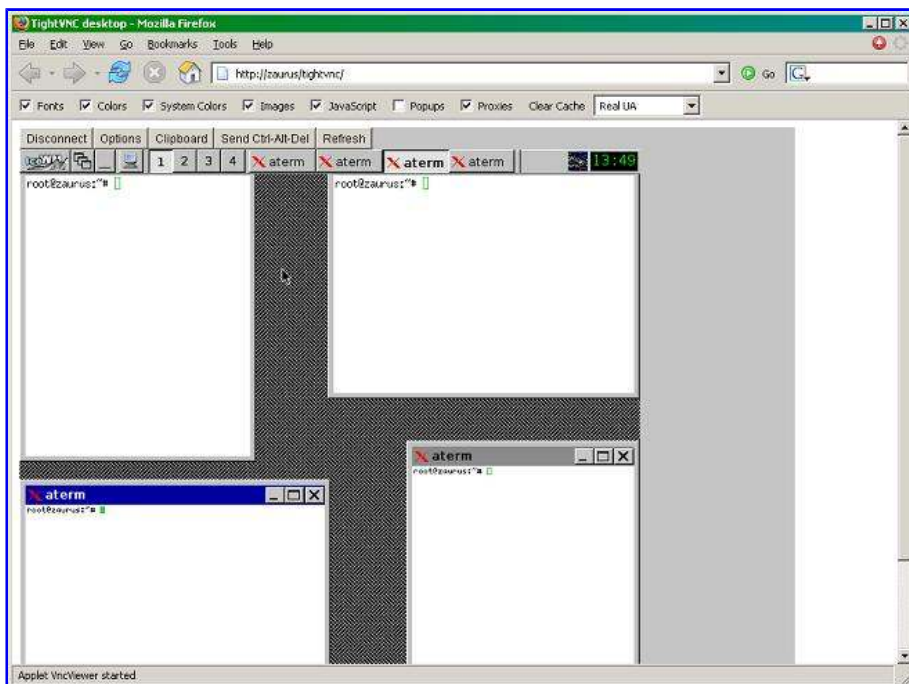 TightVNC desktop - Mozilla Firefox
File Edit View Go Bookmarks Tools Help
http://zaurus/tightvnc/ Go G
Fonts Colors System Colors Images JavaScript Popups Proxies Clear Cache Real UA
Disconnect Options Clipboard Send Ctrl-Alt-Del Refresh
1 2 3 4 aterm aterm aterm aterm 13:49
root@zaurus:~#
root@zaurus:~#
aterm
root@zaurus:~#
aterm
root@zaurus:~#
Applet VncViewer started